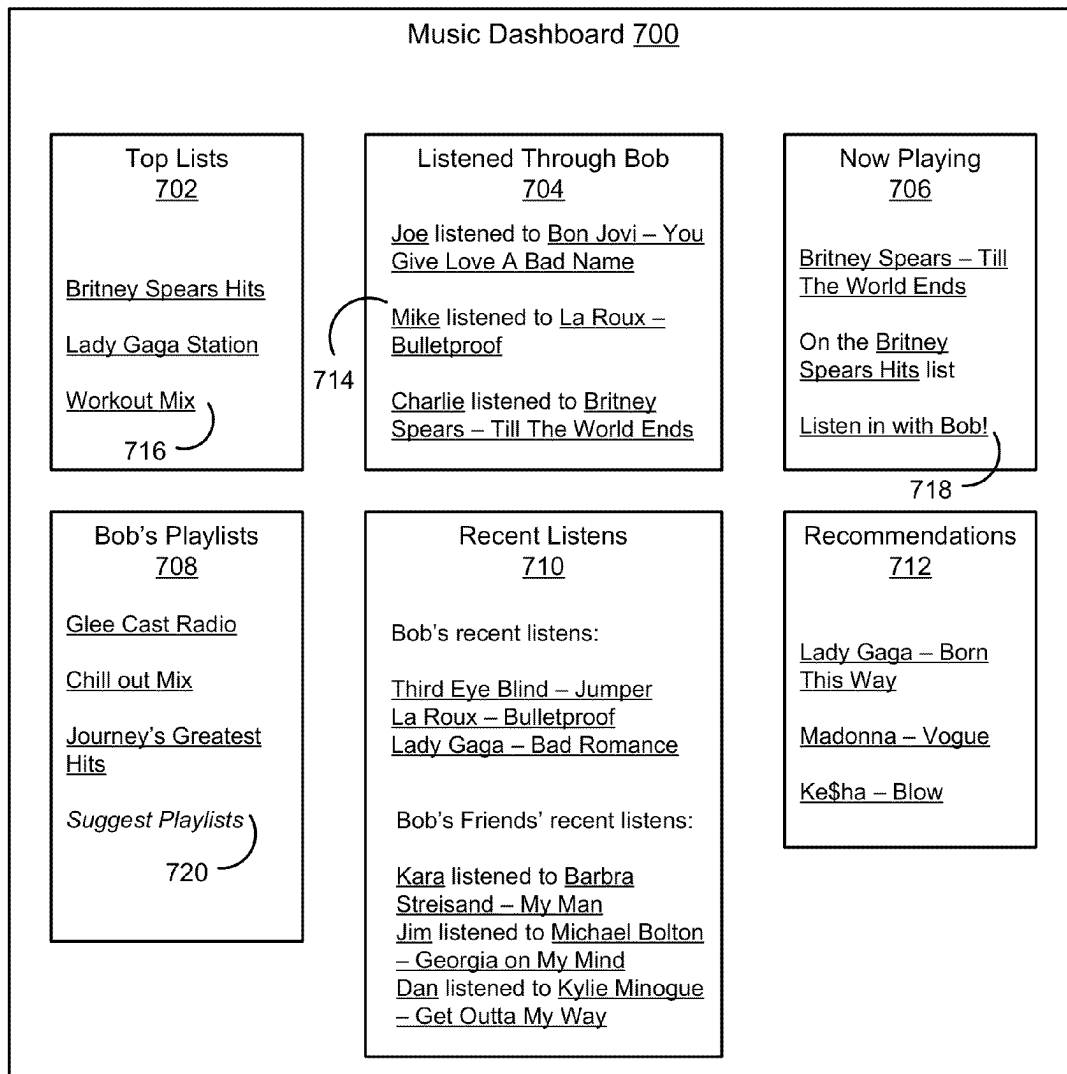 Music Dashboard 700
Top Lists
702
Britney Spears Hits
Lady Gaga Station
Workout Mix
716
Listened Through Bob
704
Joe listened to Bon Jovi – You
Give Love A Bad Name
Mike listened to La Roux –
Bulletproof
714
Charlie listened to Britney
Spears – Till The World Ends
Now Playing
706
Britney Spears – Till
The World Ends
On the Britney
Spears Hits list
Listen in with Bob!
718
Bob's Playlists
708
Glee Cast Radio
Chill out Mix
Journey's Greatest
Hits
Suggest Playlists
720
Recent Listens
710
Bob's recent listens:
Third Eye Blind – Jumper
La Roux – Bulletproof
Lady Gaga – Bad Romance
Bob's Friends' recent listens:
Kara listened to Barbra
Streisand – My Man
Jim listened to Michael Bolton
– Georgia on My Mind
Dan listened to Kylie Minogue
– Get Outta My Way
Recommendations
712
Lady Gaga – Born
This Way
Madonna – Vogue
Ke$ha – Blow